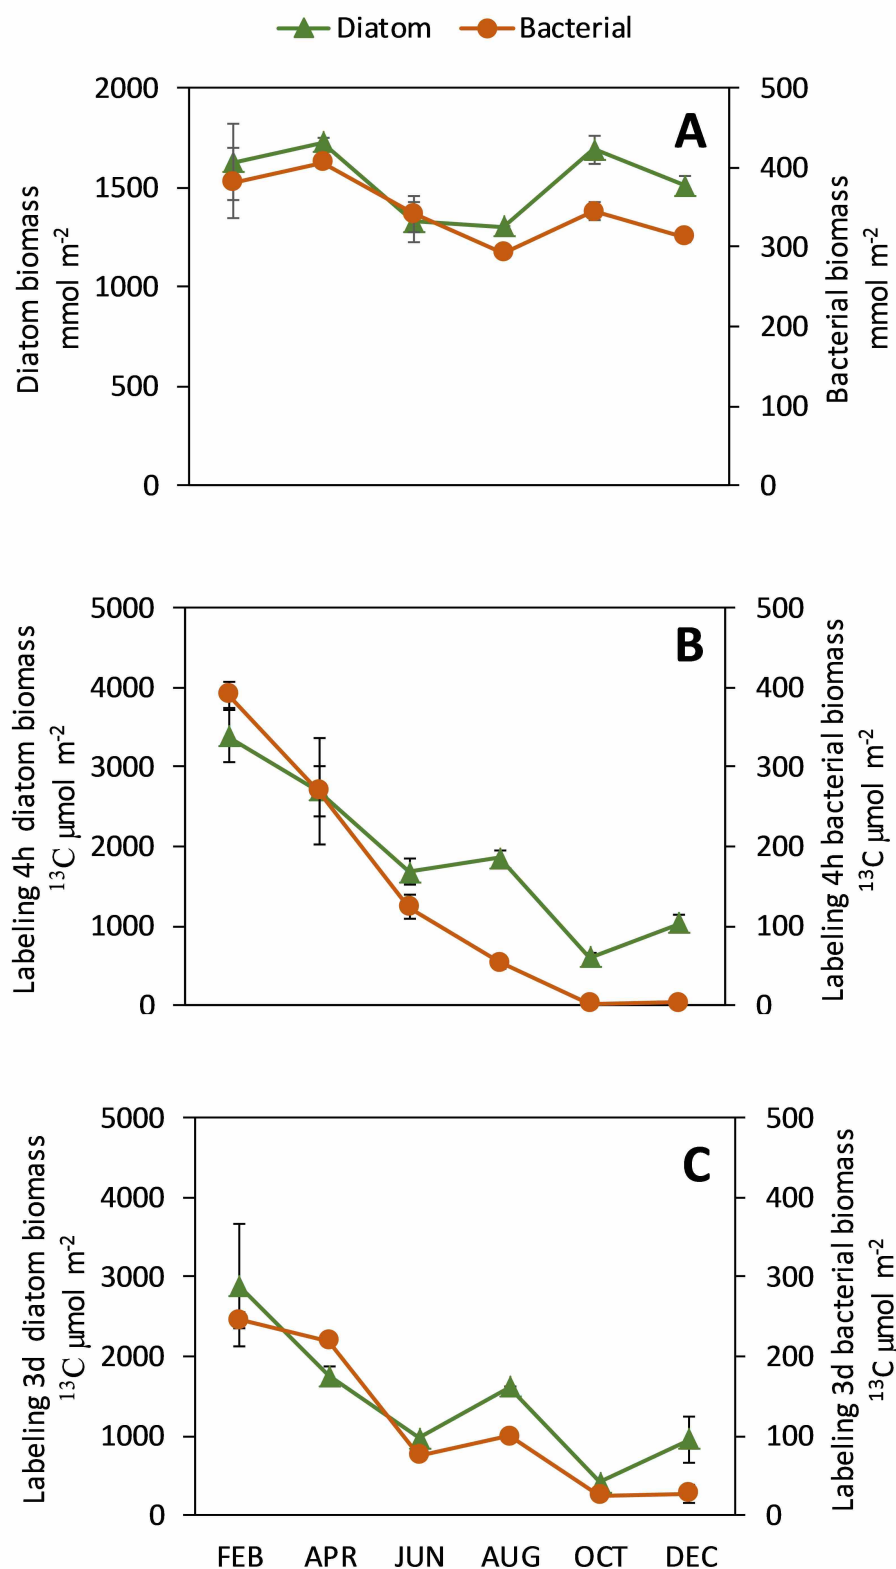 Diatom Bacterial
A
Diatom biomass
mmol m-2
2000
1500
1000
500
0
500
400
300
200
100
0
Bacterial biomass
mmol m-2
B
Labeling 4h diatom biomass
13C µmol m-2
5000
4000
3000
2000
1000
0
500
400
300
200
100
0
Labeling 4h bacterial biomass
13C µmol m-2
C
Labeling 3d diatom biomass
13C µmol m-2
5000
4000
3000
2000
1000
0
500
400
300
200
100
0
Labeling 3d bacterial biomass
13C µmol m-2
FEB APR JUN AUG OCT DEC